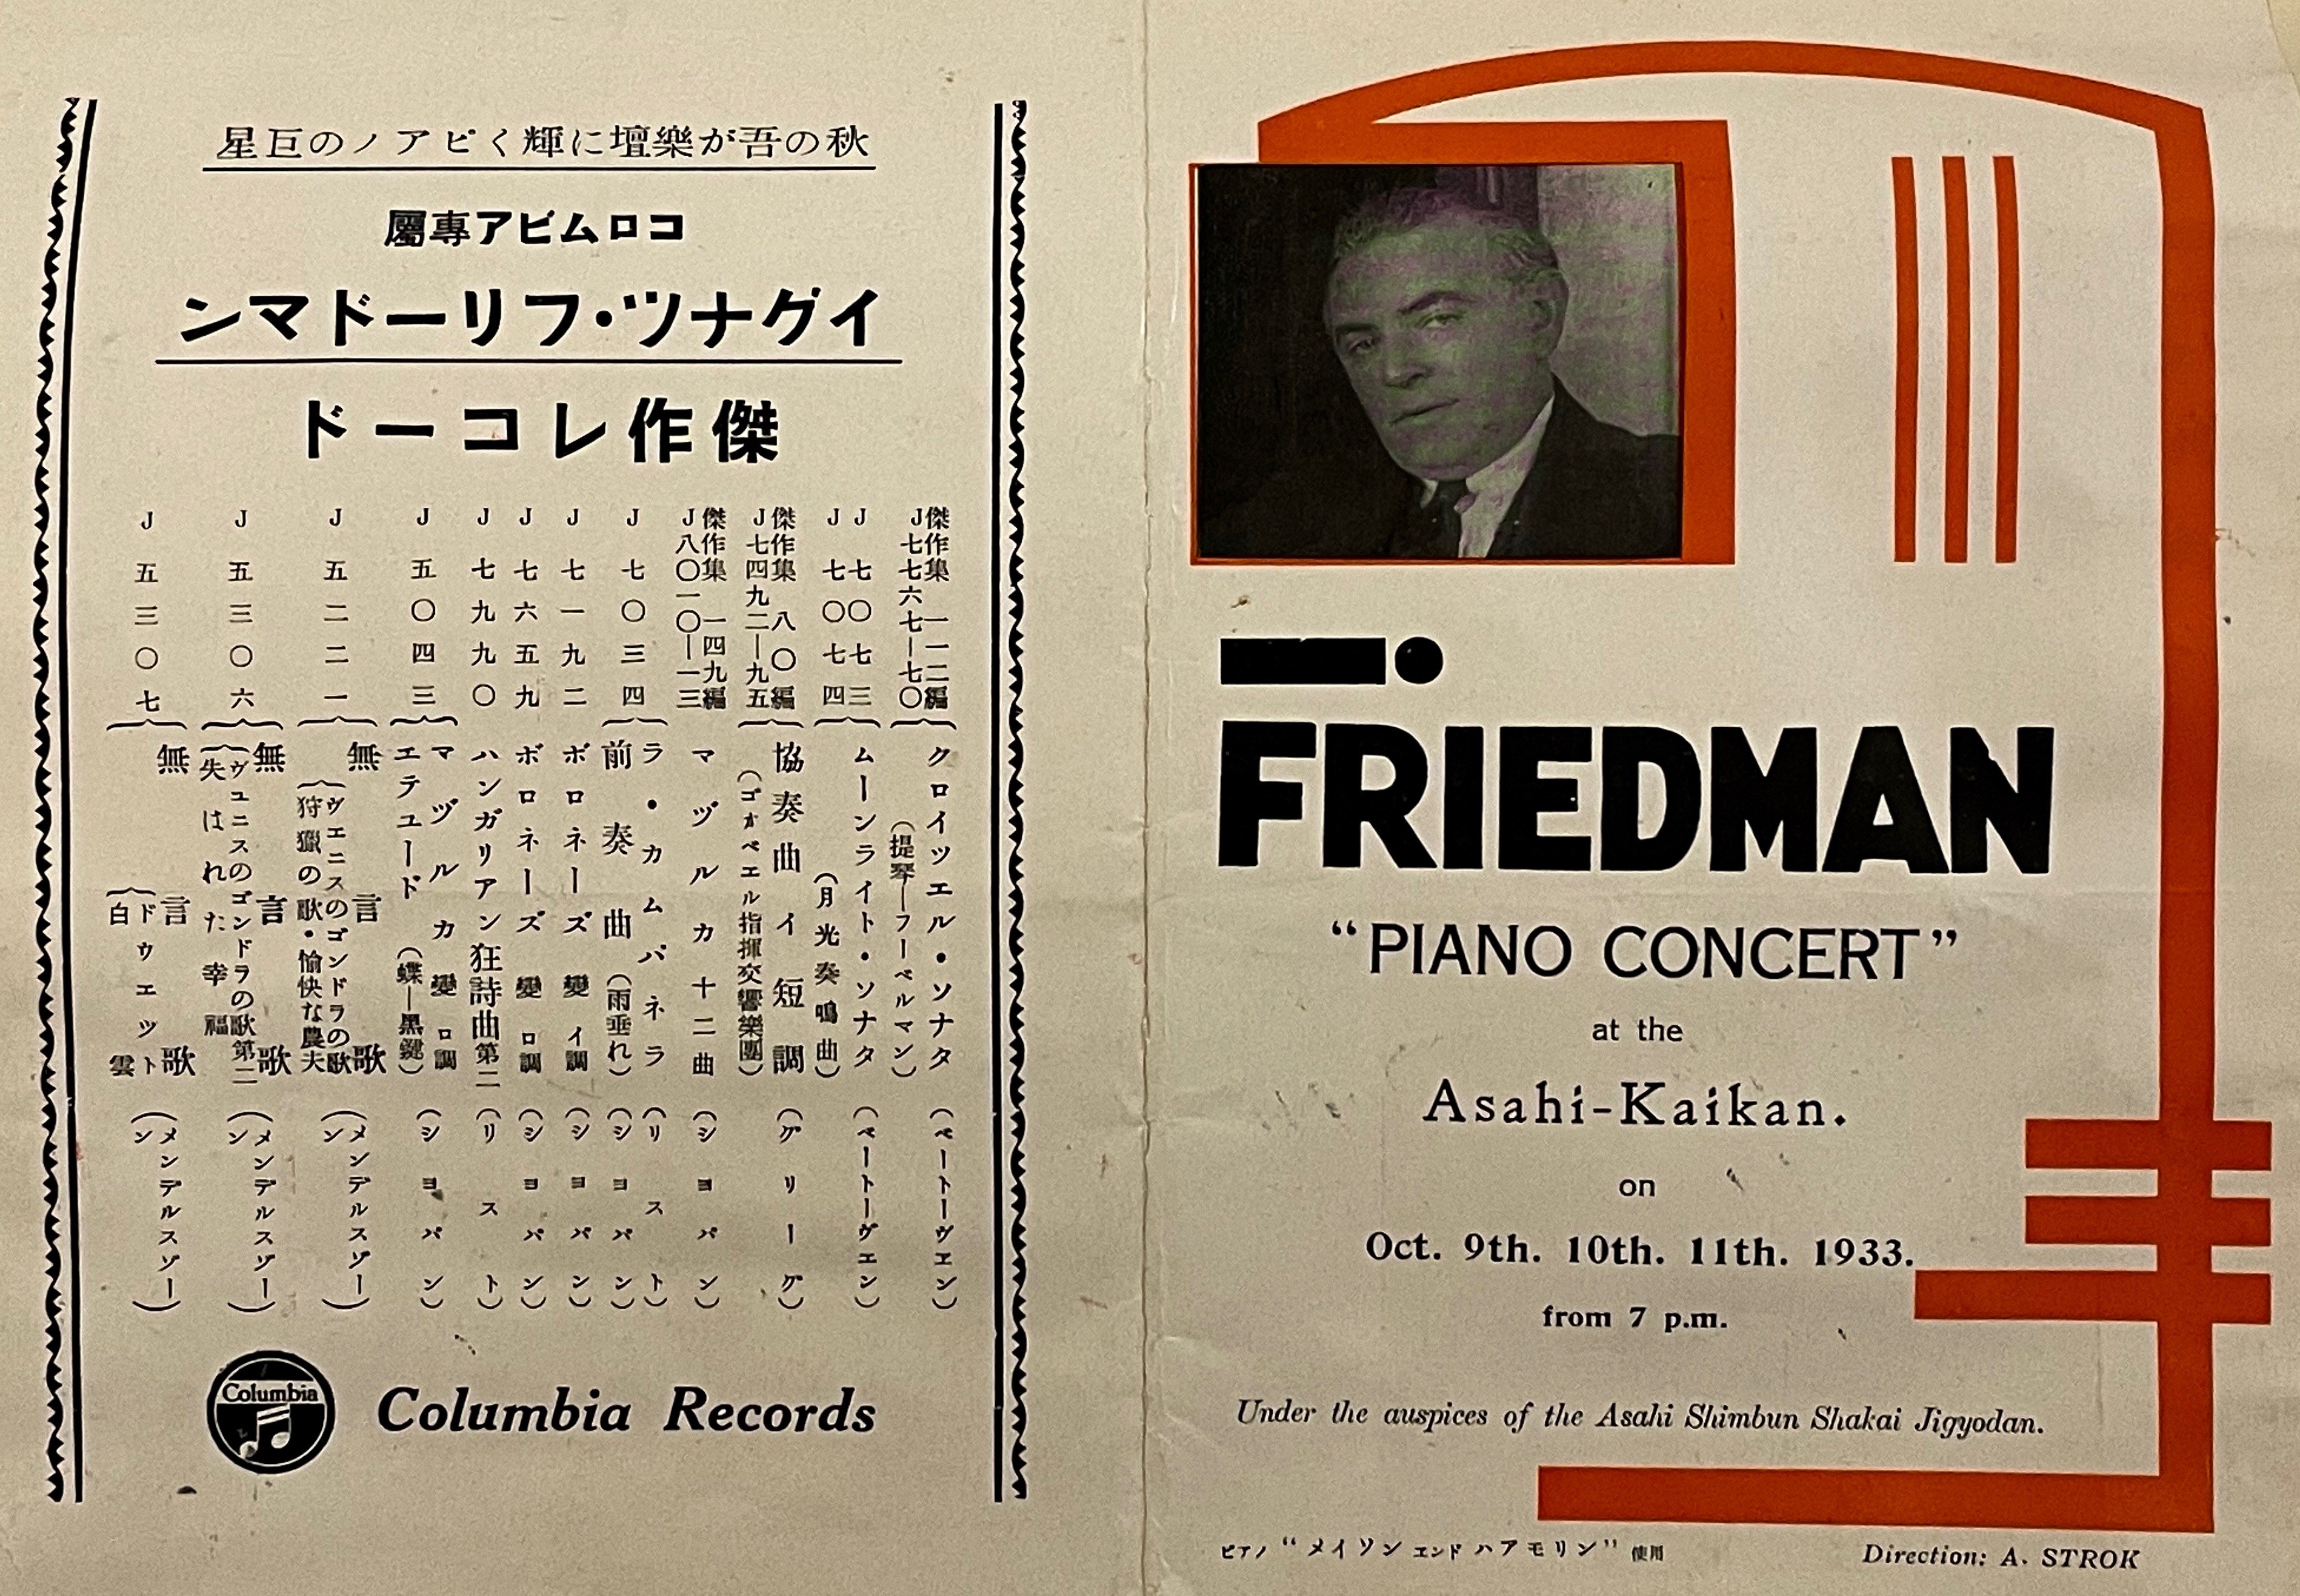 秋の吾が樂壇に輝くピアノの巨星
コロムビア專屬
イグナツ・フリードマン
傑作レコード
傑作集 一一二編
J七七六七—七〇
クロイツエル・ソナタ (ベートーヴエン)
(提琴—フーベルマン)
J七〇七三
J七〇七四
ムーンライト・ソナタ (ベートーヴエン)
(月光奏鳴曲)
傑作集 八〇編
J七四九二—九五
協奏曲イ短調 (グリーグ)
(ゴオベエル指揮交響樂團)
傑作集 一四九編
J八〇一〇—一三
マヅルカ十二曲 (シヨパン)
J七〇三四
ラ・カムパネラ (リスト)
前奏曲(雨垂れ) (シヨパン)
J七一九二 ボロネーズ 變イ調 (シヨパン)
J七六五九 ボロネーズ 變ロ調 (シヨパン)
J七九九〇 ハンガリアン狂詩曲第二 (リスト)
J五〇四三
マヅルカ 變ロ調
エテュード(蝶—黒鍵) (シヨパン)
J五二二一
無言歌 (メンデルスゾーン)
ヴエニスのゴンドラの歌
狩獵の歌・愉快な農夫
J五三〇六
無言歌 (メンデルスゾーン)
ヴェニスのゴンドラの歌第二
失はれた幸福
J五三〇七
無言歌 (メンデルスゾーン)
ドゥエット
白雲
Columbia
Columbia Records
FRIEDMAN
“PIANO CONCERT”
at the
Asahi-Kaikan.
on
Oct. 9th. 10th. 11th. 1933.
from 7 p.m.
Under the auspices of the Asahi Shimbun Shakai Jigyodan.
ピアノ “メイソン エンド ハアモリン” 使用
Direction: A. STROK